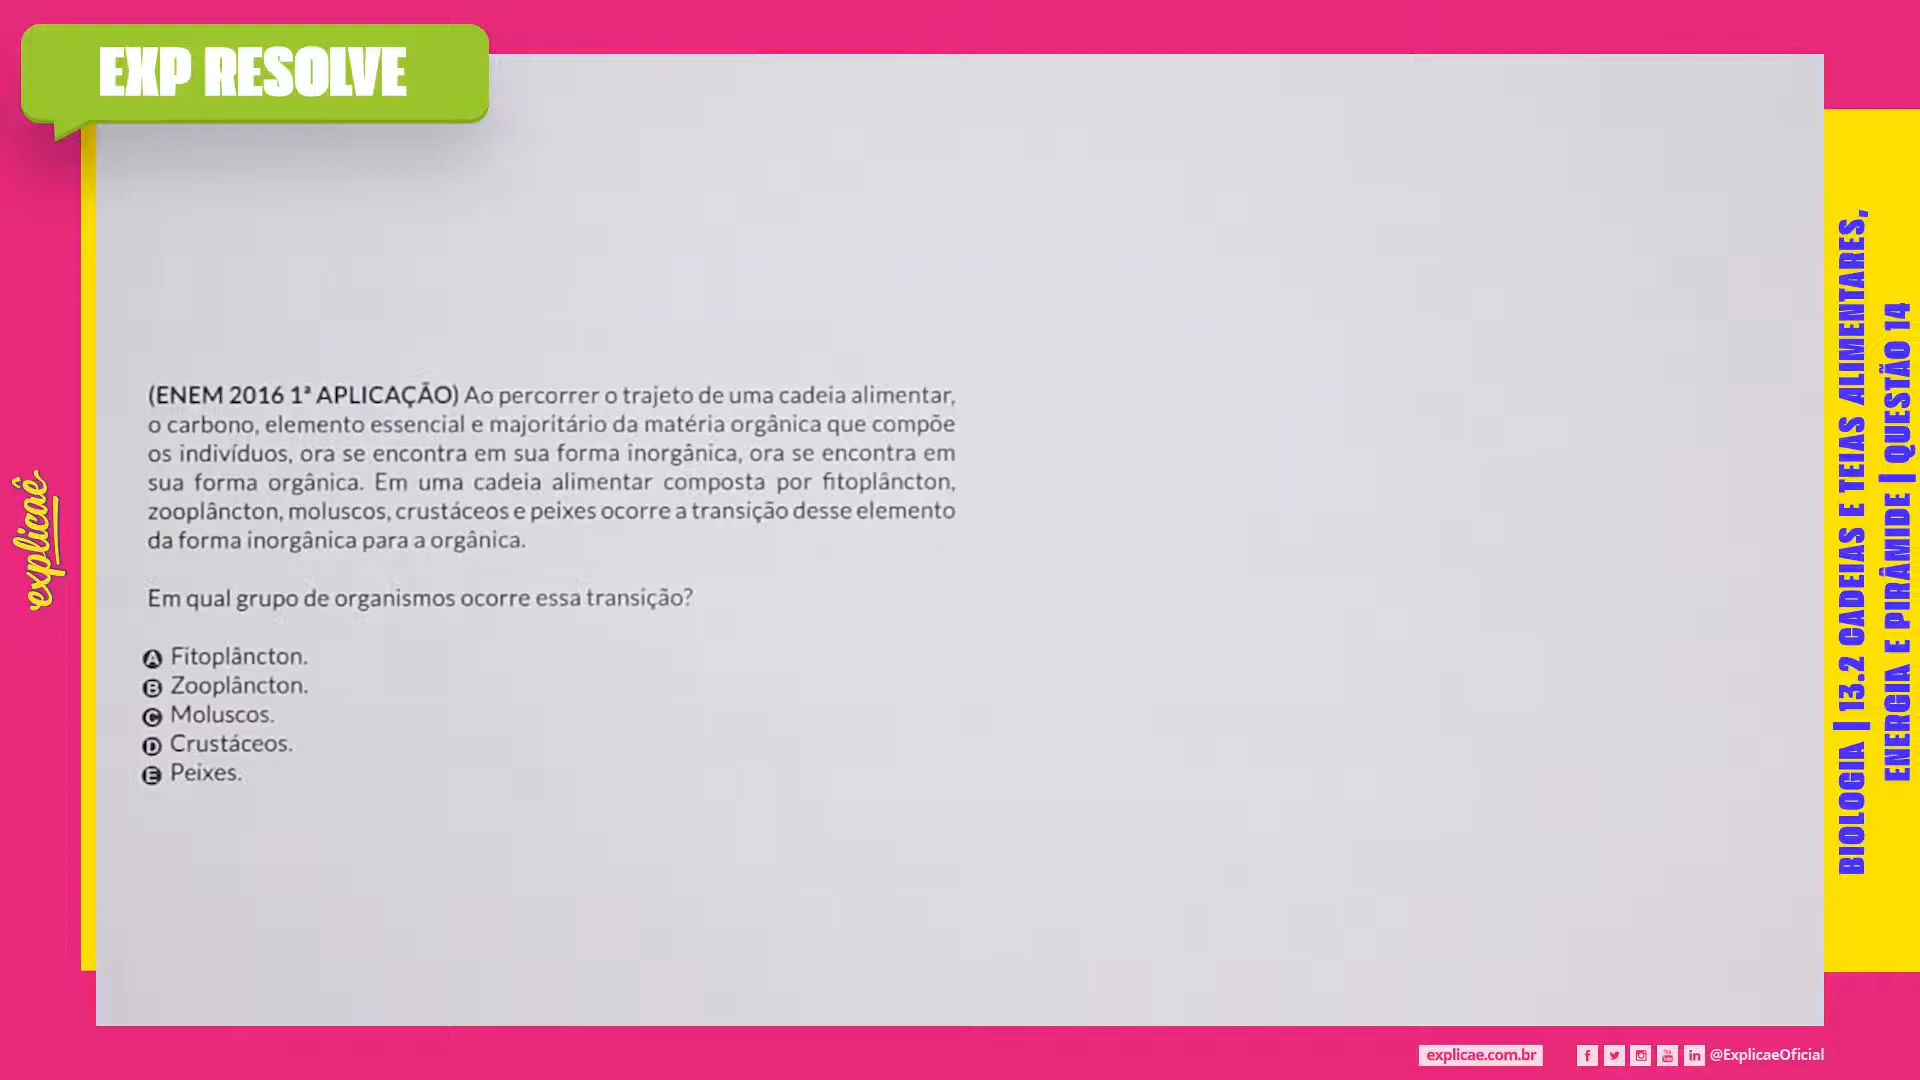 EXP RESOLVE
(ENEM 2016 1ª APLICAÇÃO) Ao percorrer o trajeto de uma cadeia alimentar,
o carbono, elemento essencial e majoritário da matéria orgânica que compõe
os indivíduos, ora se encontra em sua forma inorgânica, ora se encontra em
sua forma orgânica. Em uma cadeia alimentar composta por fitoplâncton,
zooplâncton, moluscos, crustáceos e peixes ocorre a transição desse elemento
da forma inorgânica para a orgânica.
Em qual grupo de organismos ocorre essa transição?
A Fitoplâncton.
B Zooplâncton.
C Moluscos.
D Crustáceos.
E Peixes.
explicaê
BIOLOGIA | 13.2 CADEIAS E TEIAS ALIMENTARES,
ENERGIA E PIRÂMIDE | QUESTÃO 14
explicae.com.br
@ExplicaeOficial